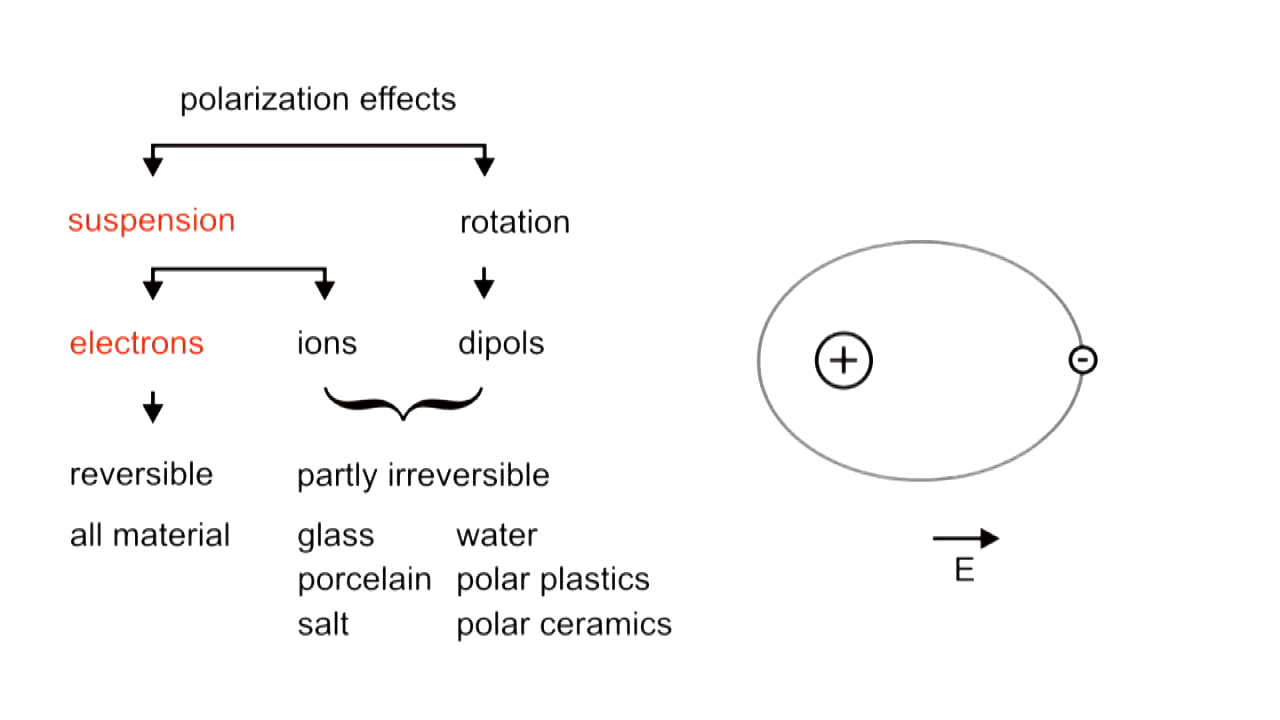 polarization effects
suspension rotation
electrons ions dipols
reversible partly irreversible
all material glass water
porcelain polar plastics
salt polar ceramics
+
-
E